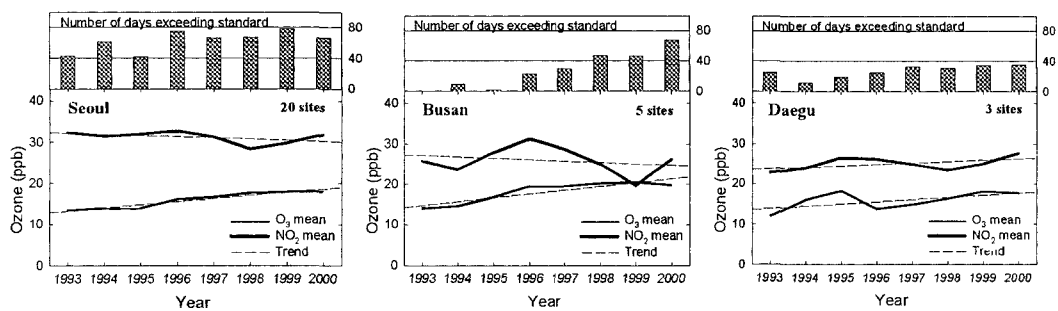 Number of days exceeding standard
80
40
0
40
30
20
10
0
Seoul
20 sites
Ozone (ppb)
O3 mean
NO2 mean
Trend
1993 1994 1995 1996 1997 1998 1999 2000
Year
Number of days exceeding standard
80
40
0
40
30
20
10
0
Busan
5 sites
Ozone (ppb)
O3 mean
NO2 mean
Trend
1993 1994 1995 1996 1997 1998 1999 2000
Year
Number of days exceeding standard
80
40
0
40
30
20
10
0
Daegu
3 sites
Ozone (ppb)
O3 mean
NO2 mean
Trend
1993 1994 1995 1996 1997 1998 1999 2000
Year